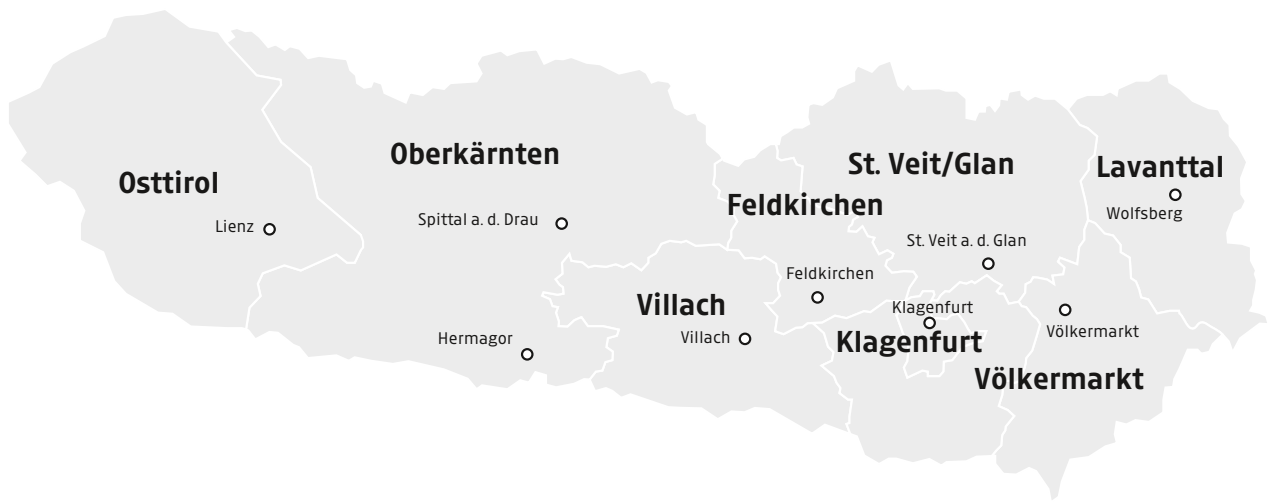 Osttirol
Lienz
Oberkärnten
Spittal a. d. Drau
Hermagor
Villach
Villach
Feldkirchen
Feldkirchen
St. Veit/Glan
St. Veit a. d. Glan
Klagenfurt
Klagenfurt
Völkermarkt
Völkermarkt
Lavanttal
Wolfsberg